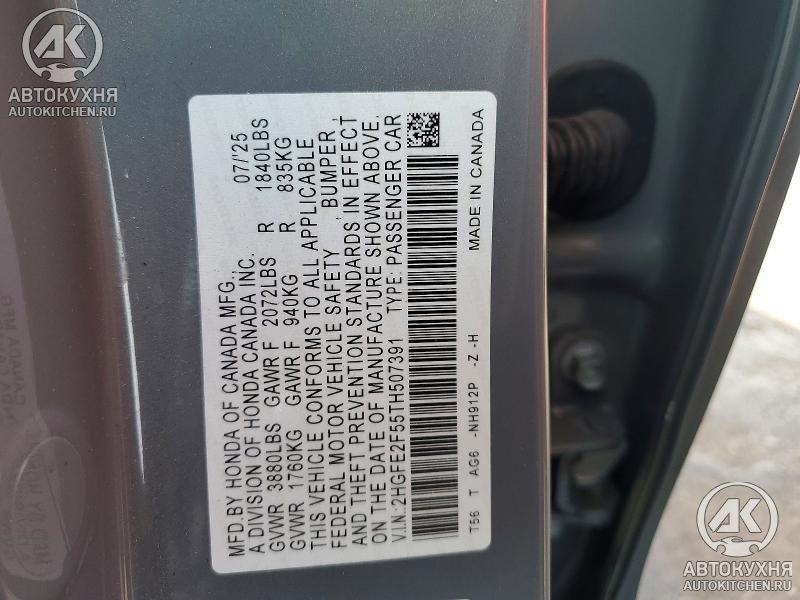 АВТОКУХНЯ
AUTOKITCHEN.RU
MFD.BY HONDA OF CANADA MFG., 07/'25
A DIVISION OF HONDA CANADA INC.
GVWR 3880LBS GAWR F 2072LBS R 1840LBS
GVWR 1760KG GAWR F 940KG R 835KG
THIS VEHICLE CONFORMS TO ALL APPLICABLE
FEDERAL MOTOR VEHICLE SAFETY, BUMPER,
AND THEFT PREVENTION STANDARDS IN EFFECT
ON THE DATE OF MANUFACTURE SHOWN ABOVE.
V.I.N.:2HGFE2F55TH507391 TYPE: PASSENGER CAR
T56 T AG6 -NH912P -Z -H MADE IN CANADA
АВТОКУХНЯ
AUTOKITCHEN.RU